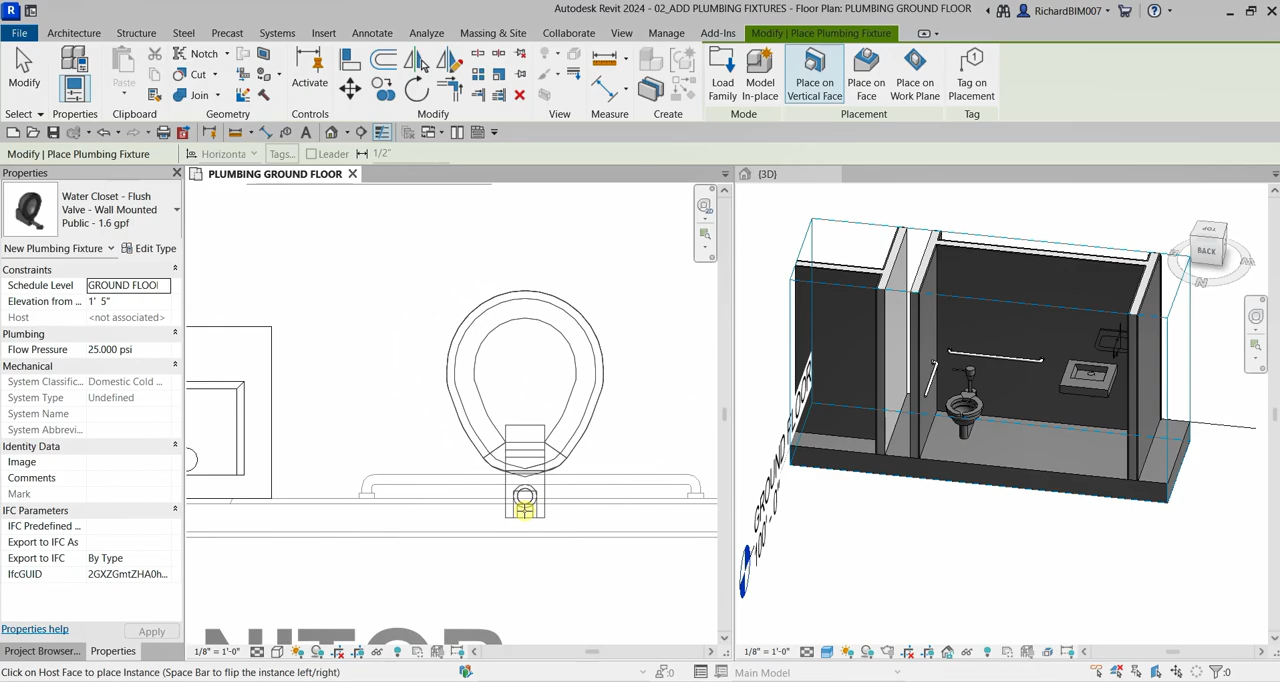 Autodesk Revit 2024 - 02_ADD PLUMBING FIXTURES - Floor Plan: PLUMBING GROUND FLOOR
RichardBIM007
File Architecture Structure Steel Precast Systems Insert Annotate Analyze Massing & Site Collaborate View Manage Add-Ins Modify | Place Plumbing Fixture
Modify Paste Notch Cut Join Activate Load Family Model In-place Place on Vertical Face Place on Face Place on Work Plane Tag on Placement
Select Properties Clipboard Geometry Controls Modify View Measure Create Mode Placement Tag
Modify | Place Plumbing Fixture Horizonta Tags... Leader 1/2"
Properties
PLUMBING GROUND FLOOR
{3D}
Water Closet - Flush
Valve - Wall Mounted
Public - 1.6 gpf
New Plumbing Fixture Edit Type
Constraints
Schedule Level GROUND FLOO
Elevation from ... 1' 5"
Host <not associated>
Plumbing
Flow Pressure 25.000 psi
Mechanical
System Classific... Domestic Cold ...
System Type Undefined
System Name
System Abbrevi...
Identity Data
Image
Comments
Mark
IFC Parameters
IFC Predefined ...
Export to IFC As
Export to IFC By Type
IfcGUID 2GXZGmtZHA0h...
Properties help
Apply
TOP
BACK
GROUND FLOOR
NITOR
Project Browser... Properties
1/8" = 1'-0"
1/8" = 1'-0"
Click on Host Face to place Instance (Space Bar to flip the instance left/right)
:0
Main Model
:0